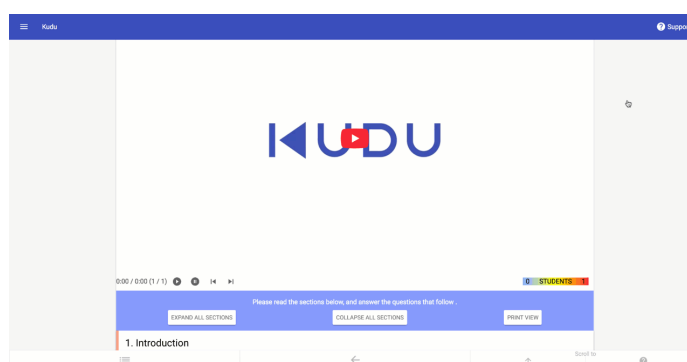 Kudu
Support
KUDU
0:00 / 0:00 (1 / 1)
0 STUDENTS 1
Please read the sections below, and answer the questions that follow .
EXPAND ALL SECTIONS
COLLAPSE ALL SECTIONS
PRINT VIEW
1. Introduction
Scroll to